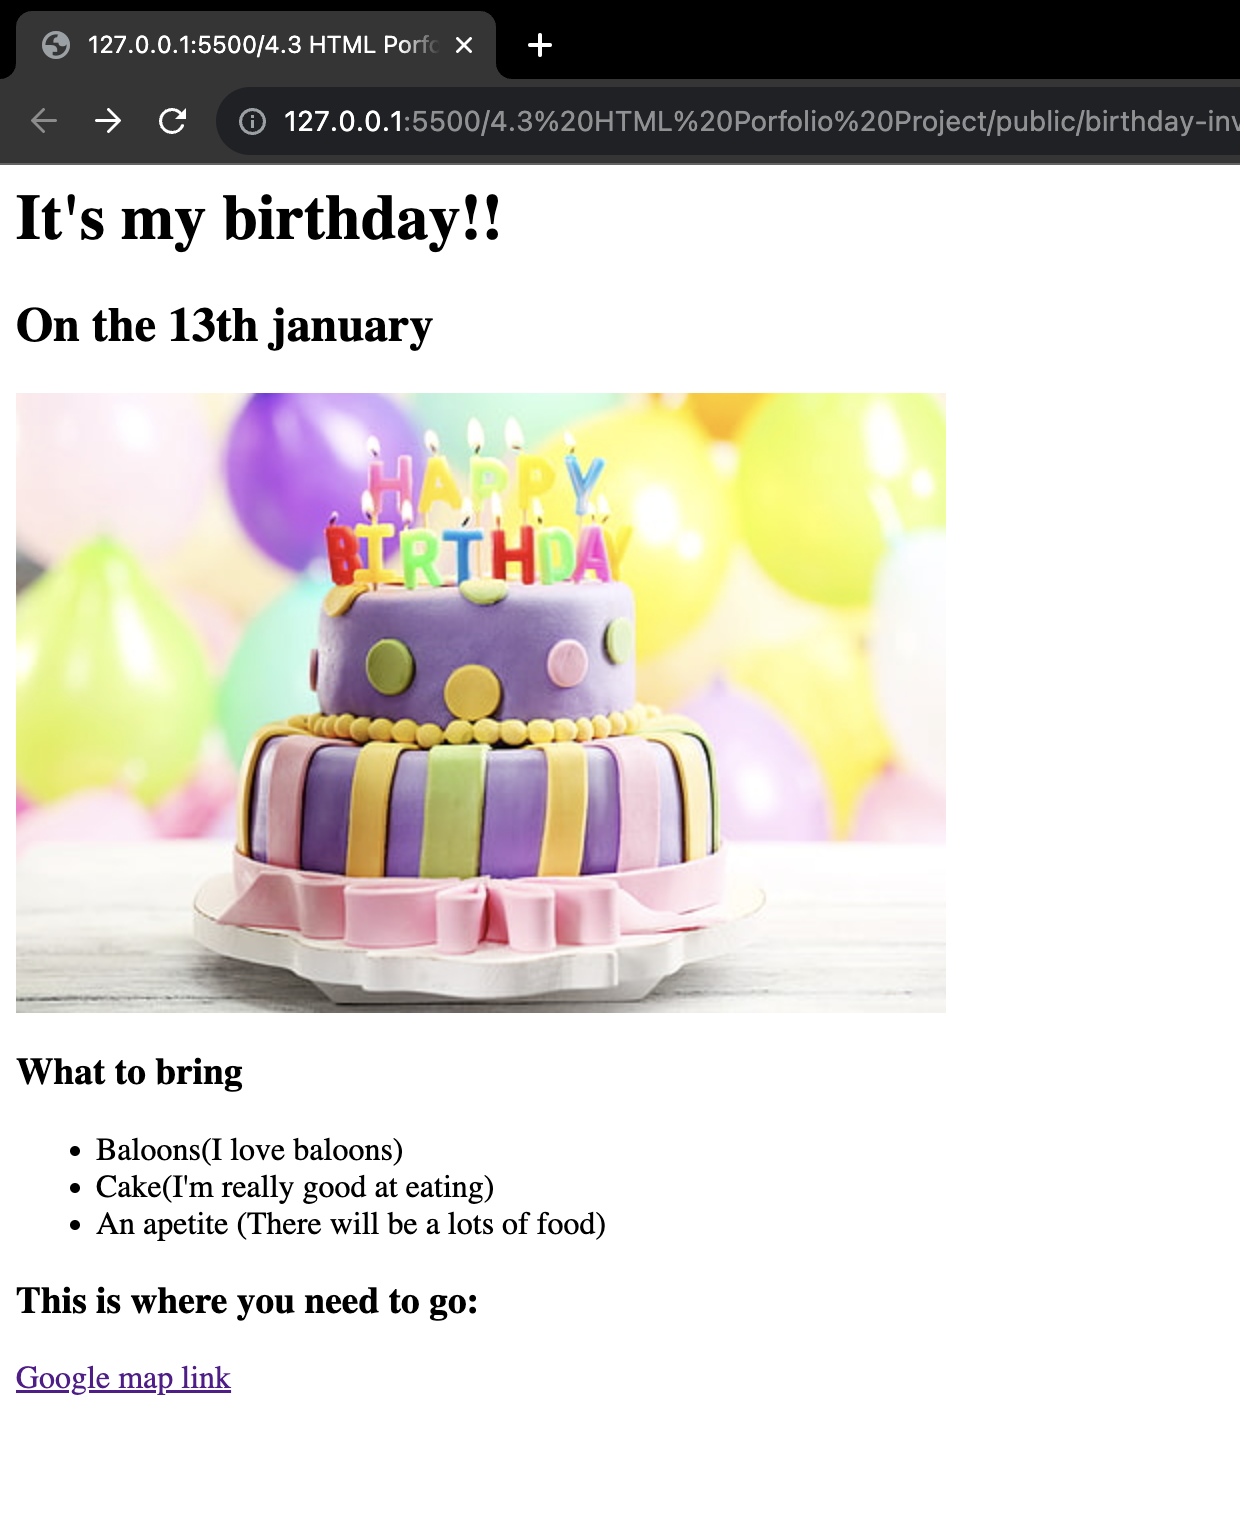 127.0.0.1:5500/4.3 HTML Porfo
127.0.0.1:5500/4.3%20HTML%20Porfolio%20Project/public/birthday-inv
It's my birthday!!
On the 13th january
HAPPY
BIRTHDAY
What to bring
Baloons(I love baloons)
Cake(I'm really good at eating)
An apetite (There will be a lots of food)
This is where you need to go:
Google map link